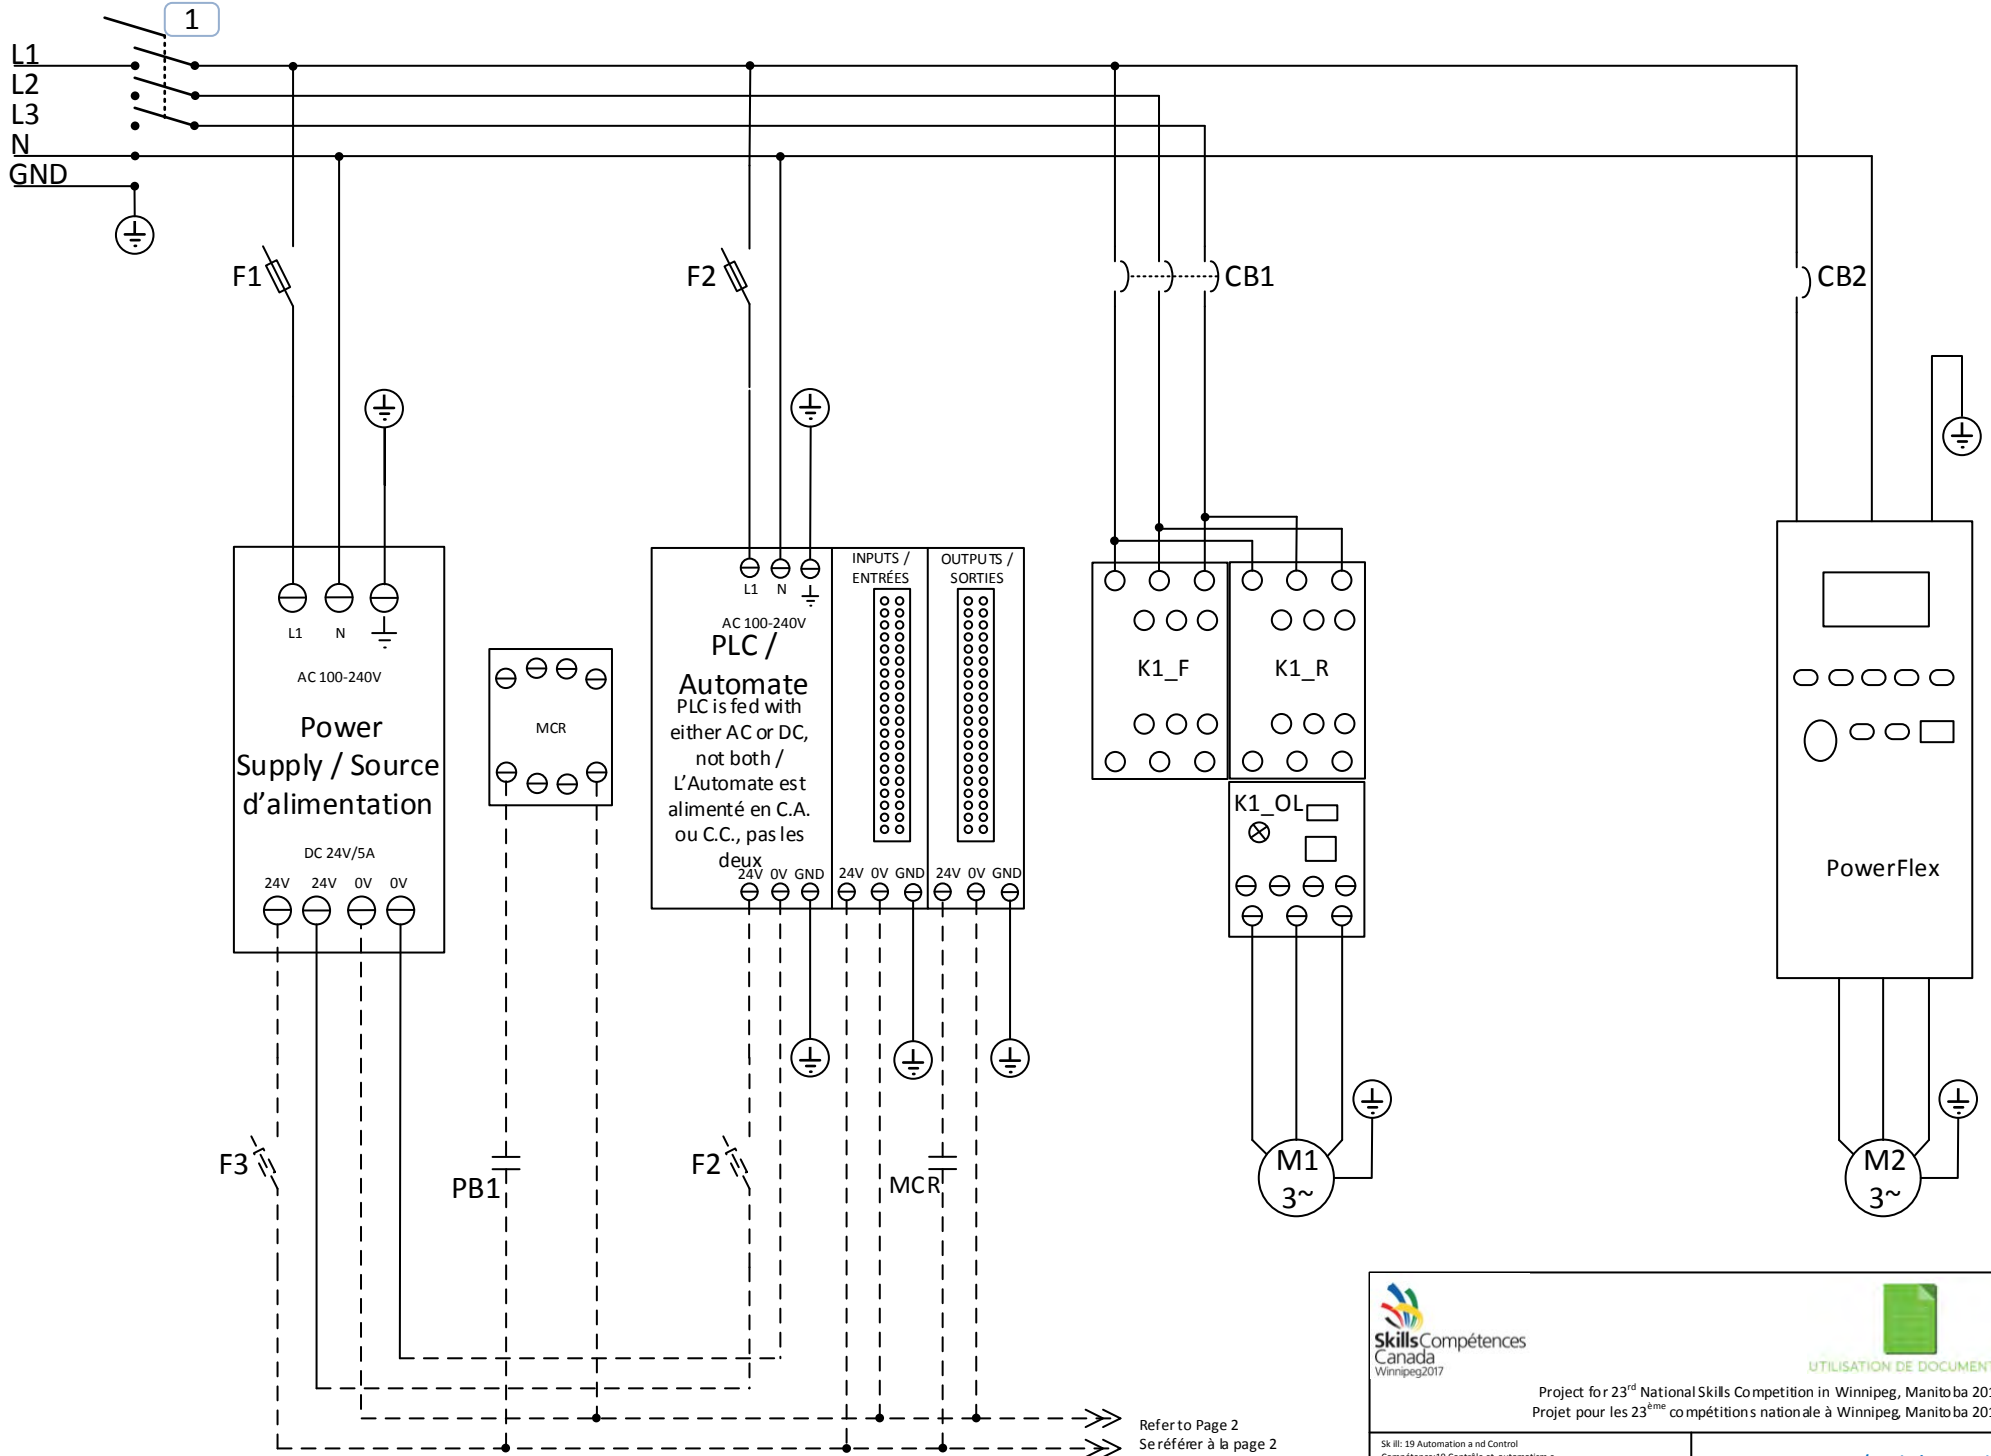 1
L1
L2
L3
N
GND
F1
F2
CB1
CB2
L1 N
AC 100-240V
Power
Supply / Source
d’alimentation
DC 24V/5A
24V 24V 0V 0V
MCR
L1 N
AC 100-240V
PLC /
Automate
PLC is fed with
either AC or DC,
not both /
L’Automate est
alimenté en C.A.
ou C.C., pas les
deux
24V 0V GND
INPUTS /
ENTRÉES
24V 0V GND
OUTPUTS /
SORTIES
24V 0V GND
K1_F
K1_R
K1_OL
PowerFlex
F3
PB1
F2
MCR
M1
3~
M2
3~
Refer to Page 2
Se référer à la page 2
Skills Compétences
Canada
Winnipeg2017
UTILISATION DE DOCUMENT
Project for 23rd National Skills Competition in Winnipeg, Manitoba 201
Projet pour les 23ème compétitions nationale à Winnipeg, Manitoba 201
Skill: 19 Automation and Control